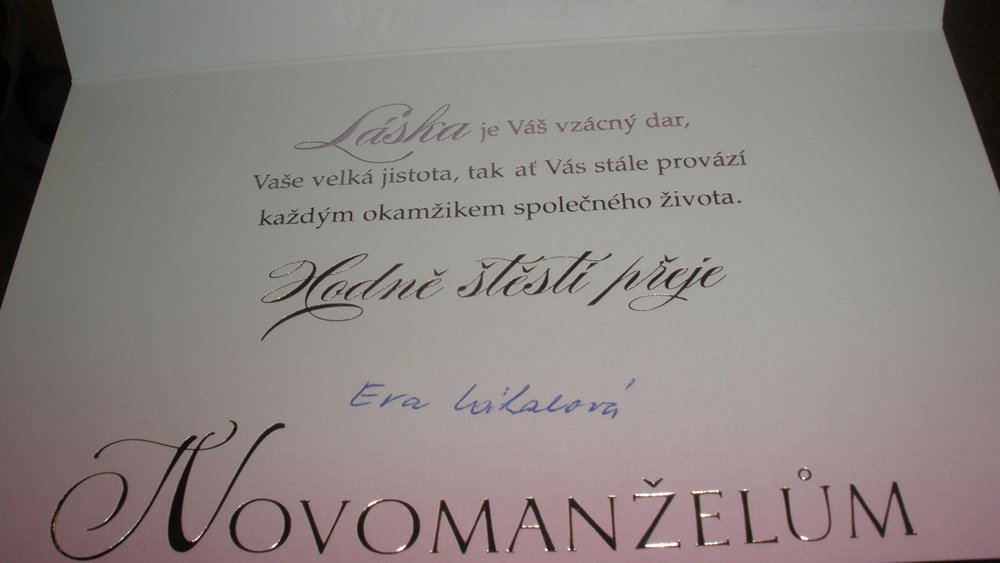 Láska je Váš vzácný dar,
Vaše velká jistota, tak ať Vás stále provází
každým okamžikem společného života.
Hodně štěstí přeje
Eva
NOVOMANŽELŮM